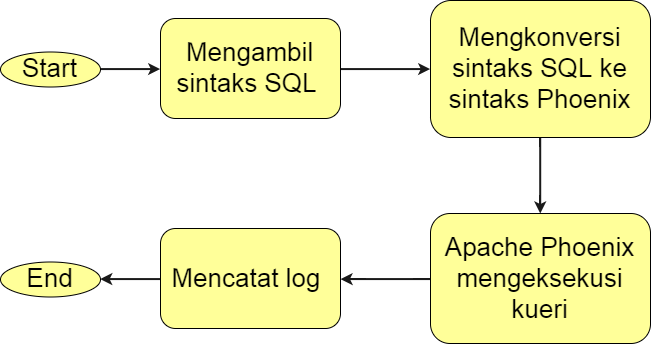 Start
Mengambil
sintaks SQL
Mengkonversi
sintaks SQL ke
sintaks Phoenix
Apache Phoenix
mengeksekusi
kueri
Mencatat log
End